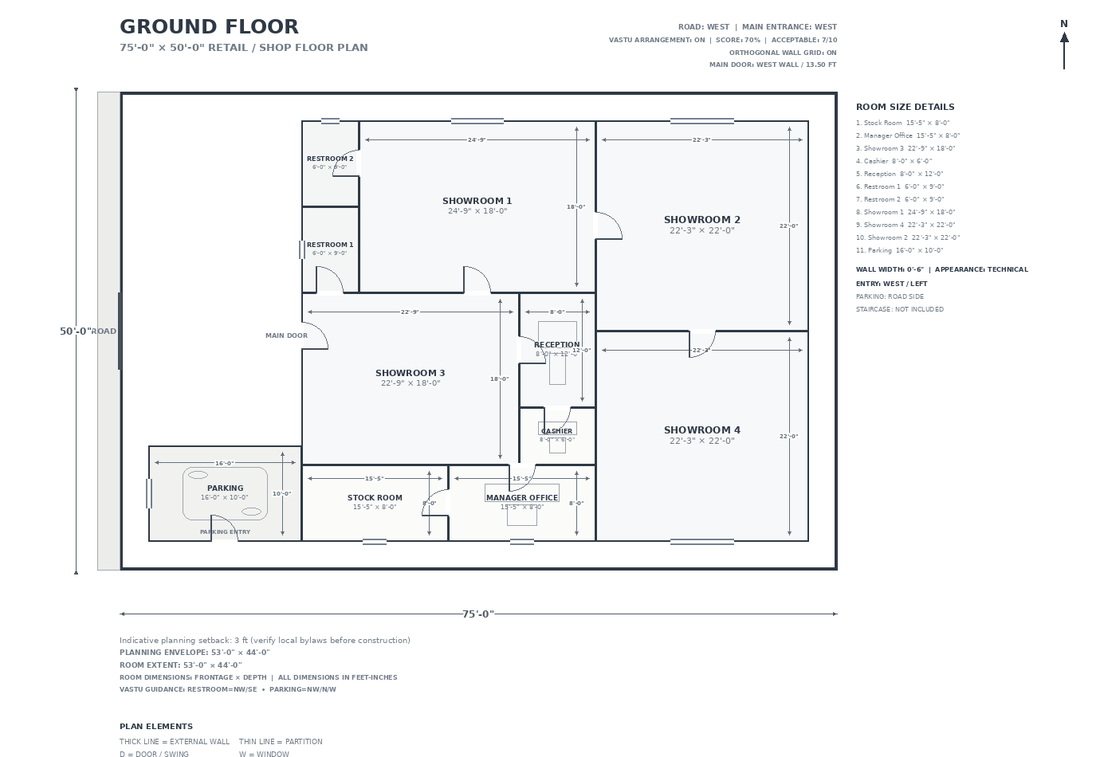 GROUND FLOOR
75'-0" × 50'-0" RETAIL / SHOP FLOOR PLAN
ROAD: WEST | MAIN ENTRANCE: WEST
VASTU ARRANGEMENT: ON | SCORE: 70% | ACCEPTABLE: 7/10
ORTHOGONAL WALL GRID: ON
MAIN DOOR: WEST WALL / 13.50 FT
N
ROOM SIZE DETAILS
1. Stock Room 15'-5" × 8'-0"
2. Manager Office 15'-5" × 8'-0"
3. Showroom 3 22'-9" × 18'-0"
4. Cashier 8'-0" × 6'-0"
5. Reception 8'-0" × 12'-0"
6. Restroom 1 6'-0" × 9'-0"
7. Restroom 2 6'-0" × 9'-0"
8. Showroom 1 24'-9" × 18'-0"
9. Showroom 4 22'-3" × 22'-0"
10. Showroom 2 22'-3" × 22'-0"
11. Parking 16'-0" × 10'-0"
WALL WIDTH: 0'-6" | APPEARANCE: TECHNICAL
ENTRY: WEST / LEFT
PARKING: ROAD SIDE
STAIRCASE: NOT INCLUDED
24'-9"
22'-3"
RESTROOM 2
6'-0" × 9'-0"
SHOWROOM 1
24'-9" × 18'-0"
18'-0"
SHOWROOM 2
22'-3" × 22'-0"
22'-0"
RESTROOM 1
6'-0" × 9'-0"
22'-9"
8'-0"
50'-0"
ROAD
MAIN DOOR
RECEPTION
8'-0" × 12'-0"
12'-0"
22'-3"
SHOWROOM 3
22'-9" × 18'-0"
18'-0"
CASHIER
8'-0" × 6'-0"
SHOWROOM 4
22'-3" × 22'-0"
22'-0"
16'-0"
PARKING
16'-0" × 10'-0"
10'-0"
PARKING ENTRY
15'-5"
STOCK ROOM
15'-5" × 8'-0"
8'-0"
15'-5"
MANAGER OFFICE
15'-5" × 8'-0"
8'-0"
75'-0"
Indicative planning setback: 3 ft (verify local bylaws before construction)
PLANNING ENVELOPE: 53'-0" × 44'-0"
ROOM EXTENT: 53'-0" × 44'-0"
ROOM DIMENSIONS: FRONTAGE × DEPTH | ALL DIMENSIONS IN FEET-INCHES
VASTU GUIDANCE: RESTROOM=NW/SE • PARKING=NW/N/W
PLAN ELEMENTS
THICK LINE = EXTERNAL WALL THIN LINE = PARTITION
D = DOOR / SWING W = WINDOW